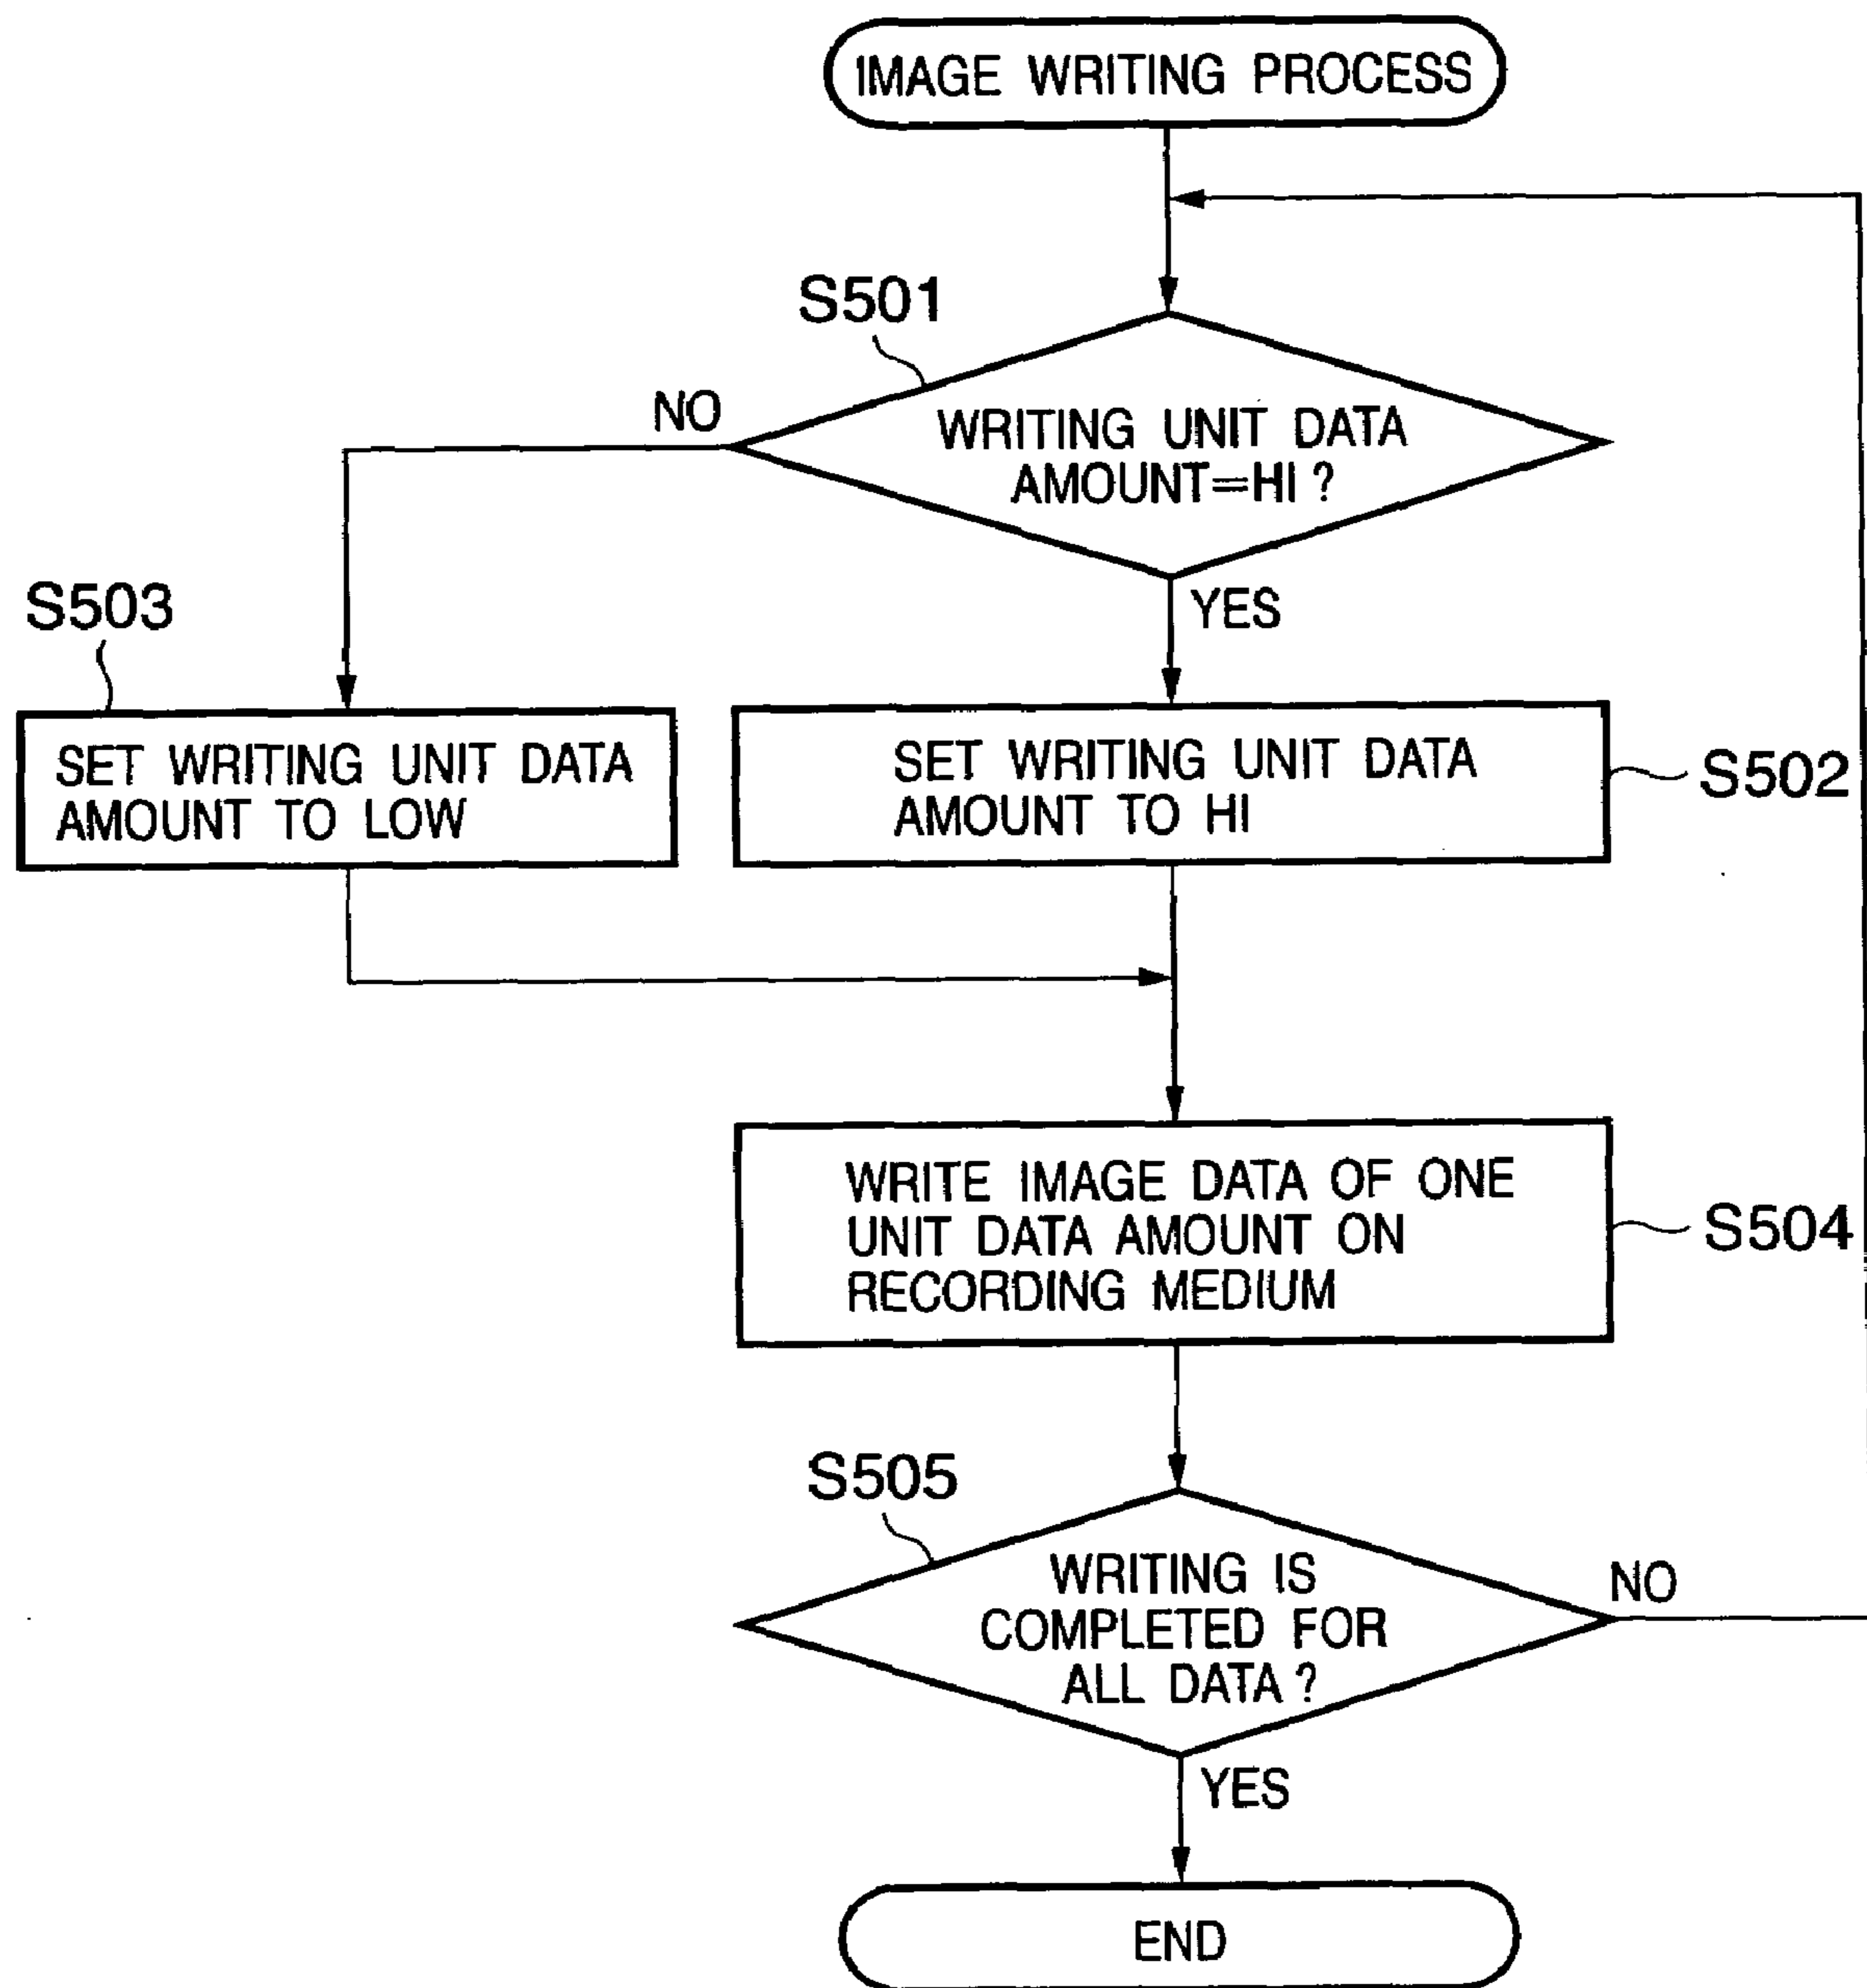 IMAGE WRITING PROCESS
S501
NO
WRITING UNIT DATA
AMOUNT=HI?
YES
S503
SET WRITING UNIT DATA
AMOUNT TO LOW
SET WRITING UNIT DATA
AMOUNT TO HI
S502
WRITE IMAGE DATA OF ONE
UNIT DATA AMOUNT ON
RECORDING MEDIUM
S504
S505
WRITING IS
COMPLETED FOR
ALL DATA?
NO
YES
END